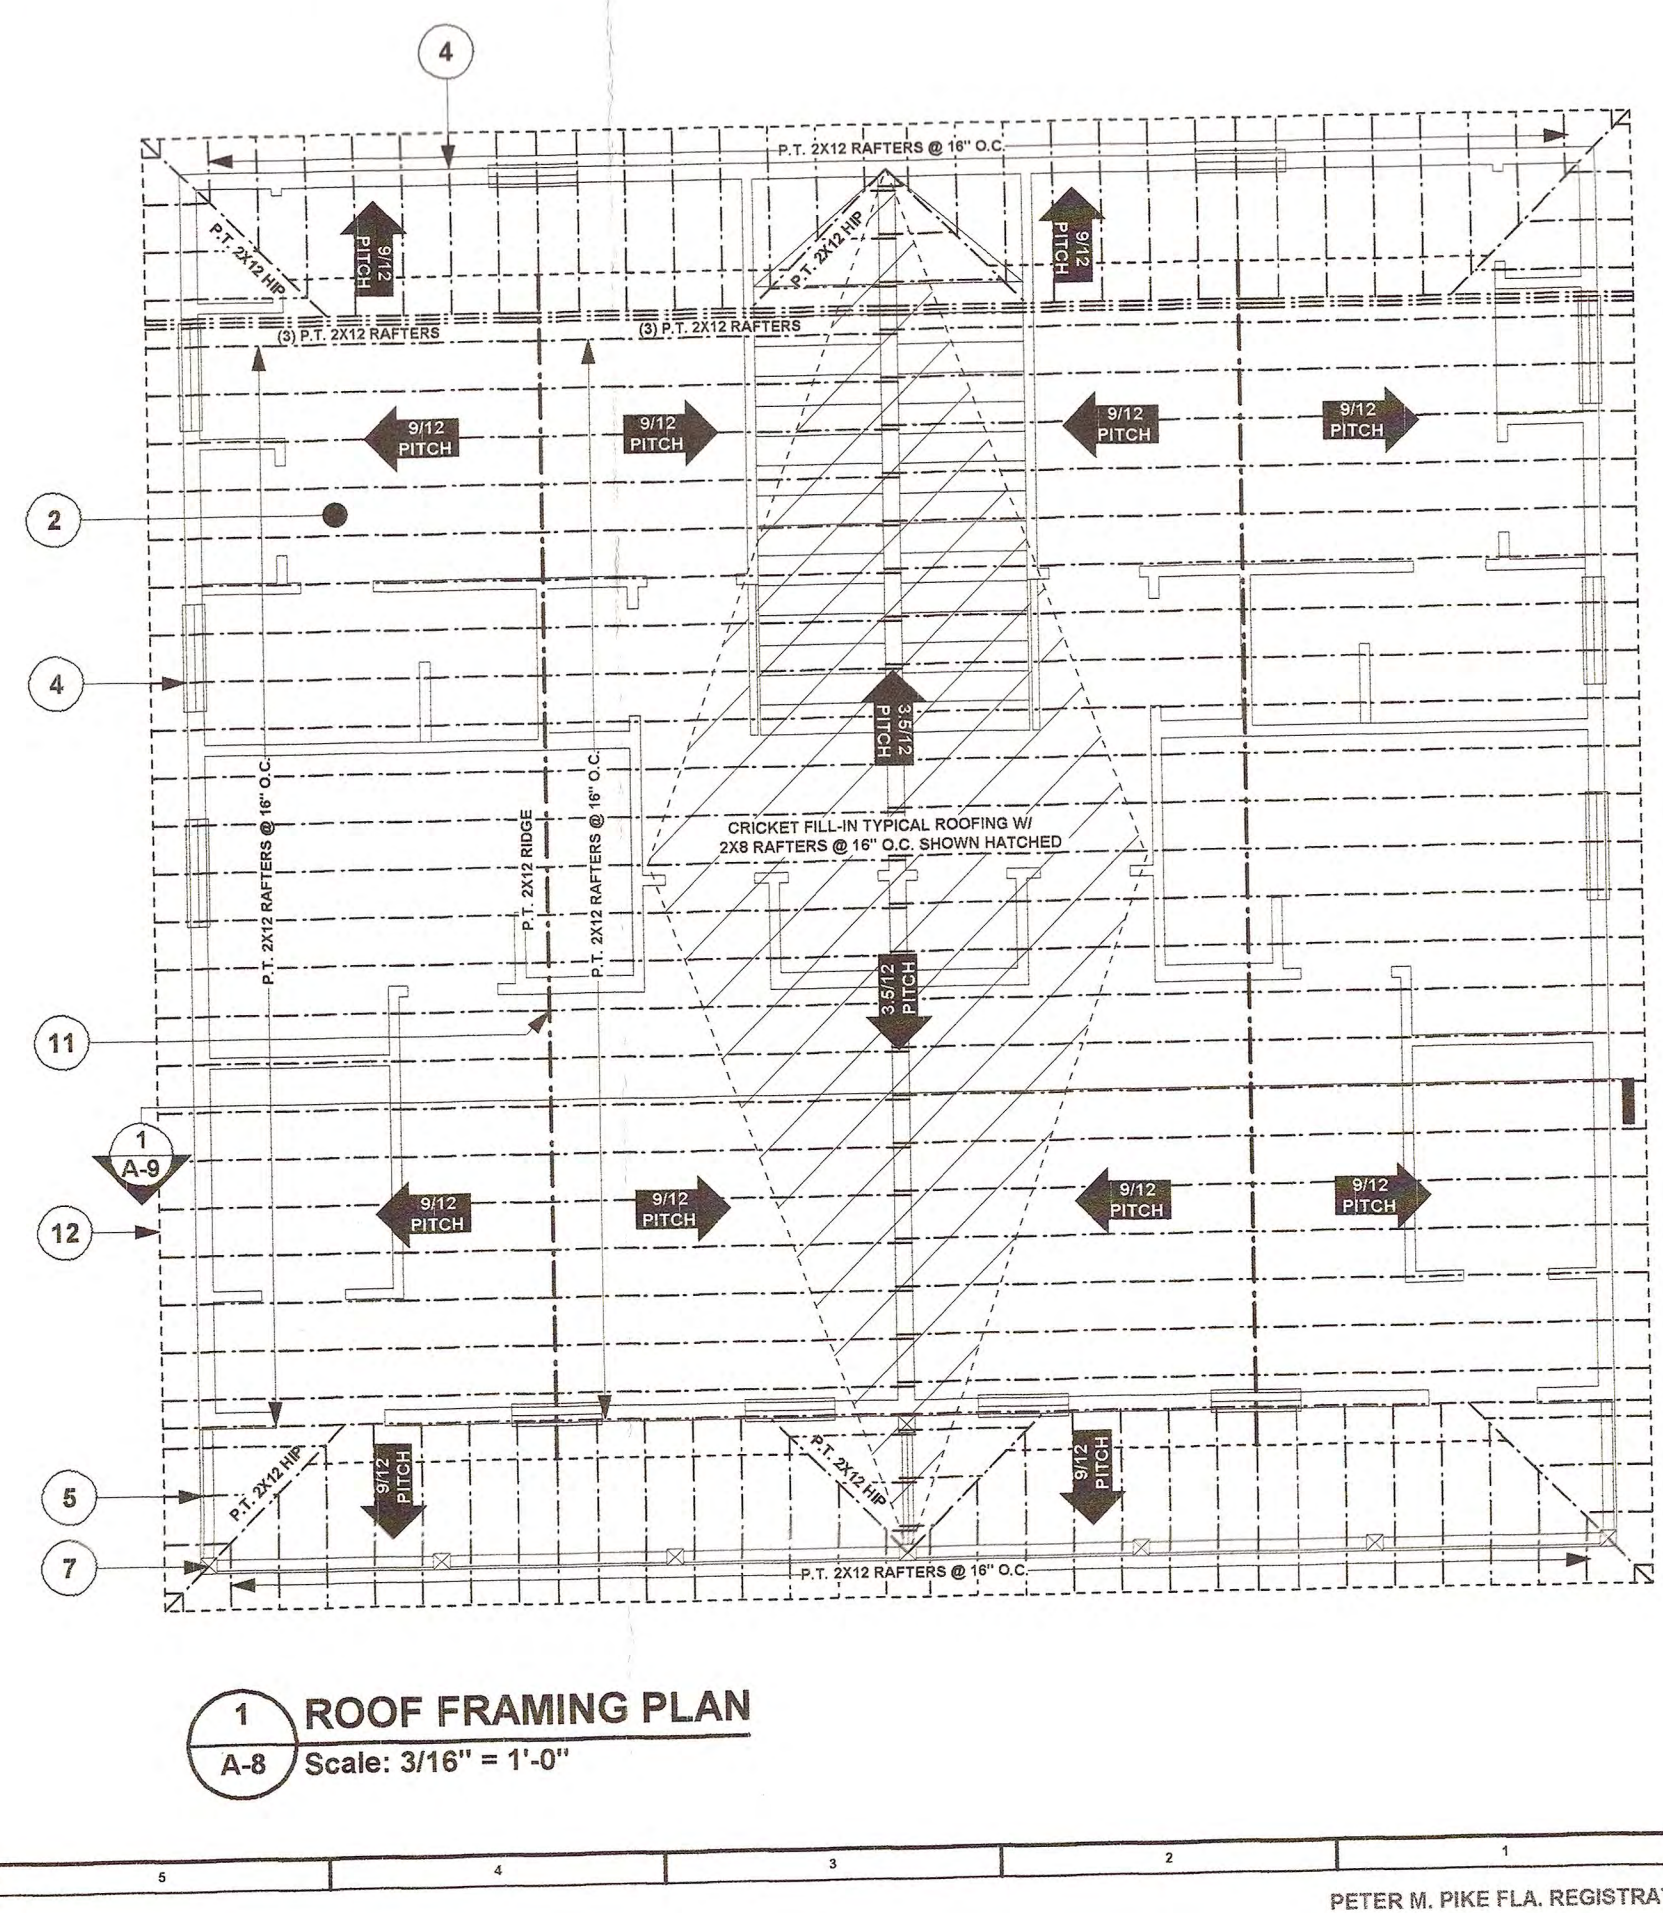 4
P.T. 2X12 RAFTERS @ 16" O.C.
P.T. 2X12 HIP
9/12
PITCH
P.T. 2X12 HIP
9/12
PITCH
(3) P.T. 2X12 RAFTERS
(3) P.T. 2X12 RAFTERS
9/12
PITCH
9/12
PITCH
9/12
PITCH
9/12
PITCH
2
4
3.5/12
PITCH
P.T. 2X12 RAFTERS @ 16" O.C.
P.T. 2X12 RIDGE
P.T. 2X12 RAFTERS @ 16" O.C.
CRICKET FILL-IN TYPICAL ROOFING W/
2X8 RAFTERS @ 16" O.C. SHOWN HATCHED
3.5/12
PITCH
11
1
A-9
12
9/12
PITCH
9/12
PITCH
9/12
PITCH
9/12
PITCH
5
P.T. 2X12 HIP
9/12
PITCH
P.T. 2X12 HIP
9/12
PITCH
7
P.T. 2X12 RAFTERS @ 16" O.C.
1
ROOF FRAMING PLAN
A-8
Scale: 3/16" = 1'-0"
5
4
3
2
1
PETER M. PIKE FLA. REGISTRA